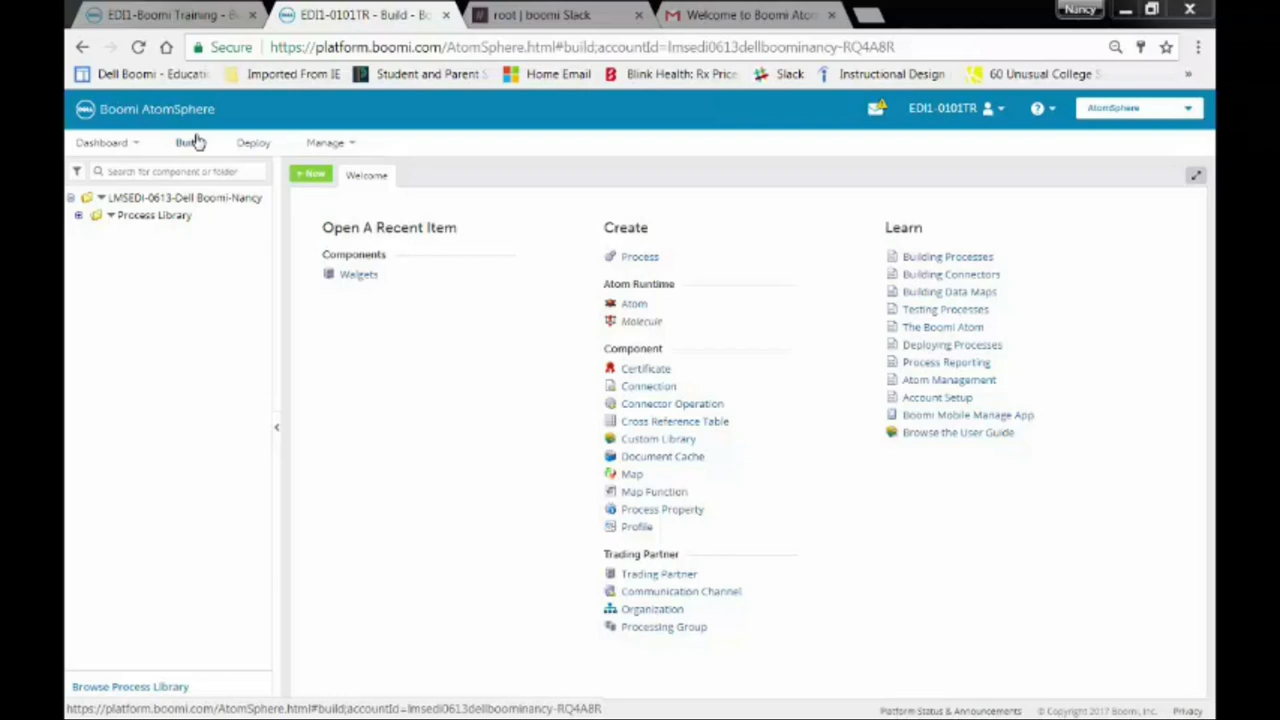 EDI1-Boomi Training - B
EDI1-0101TR - Build - Bo
root | boomi Slack
Welcome to Boomi Atom
Nancy
Secure
https://platform.boomi.com/AtomSphere.html#build;accountId=lmsedi0613dellboominancy-RQ4A8R
Dell Boomi - Educati
Imported From IE
Student and Parent S
Home Email
Blink Health: Rx Price
Slack
Instructional Design
60 Unusual College S
»
DELL
Boomi AtomSphere
EDI1-0101TR
AtomSphere
Dashboard
Deploy
Manage
Search for component or folder
+ New
Welcome
LMSEDI-0613-Dell Boomi-Nancy
Process Library
Open A Recent Item
Components
Walgets
Create
Process
Atom Runtime
Atom
Molecule
Component
Certificate
Connection
Connector Operation
Cross Reference Table
Custom Library
Document Cache
Map
Map Function
Process Property
Profile
Trading Partner
Trading Partner
Communication Channel
Organization
Processing Group
Learn
Building Processes
Building Connectors
Building Data Maps
Testing Processes
The Boomi Atom
Deploying Processes
Process Reporting
Atom Management
Account Setup
Boomi Mobile Manage App
Browse the User Guide
Browse Process Library
https://platform.boomi.com/AtomSphere.html#build;accountId=lmsedi0613dellboominancy-RQ4A8R
Platform Status & Announcements
© Copyright 2017 Boomi, Inc.
Privacy